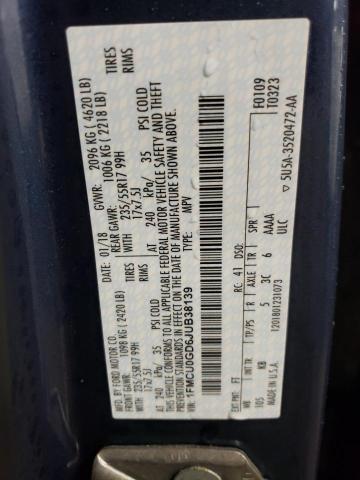 MFD. BY FORD MOTOR CO.
DATE: 01/18
GVWR: 2096 KG ( 4620 LB)
FRONT GAWR: 1098 KG (2420 LB)
REAR GAWR: 1006 KG ( 2218 LB)
WITH
235/55R17 99H TIRES
17x7.5J RIMS
AT 240 kPa/ 35 PSI COLD
WITH
235/55R17 99H TIRES
17x7.5J RIMS
AT 240 kPa/ 35 PSI COLD
THIS VEHICLE CONFORMS TO ALL APPLICABLE FEDERAL MOTOR VEHICLE SAFETY AND THEFT
PREVENTION STANDARDS IN EFFECT ON THE DATE OF MANUFACTURE SHOWN ABOVE.
VIN: 1FMCU0GD6JUB38139
TYPE: MPV
F0109
T0323
EXT PNT: FT RC: 41 DSO:
WB INT TR TP/PS R AXLE TR SPR
105 KB 5 3C 6 AAAA
ULC
MADE IN U.S.A. 1201801231073
5U5A-3520472-AA